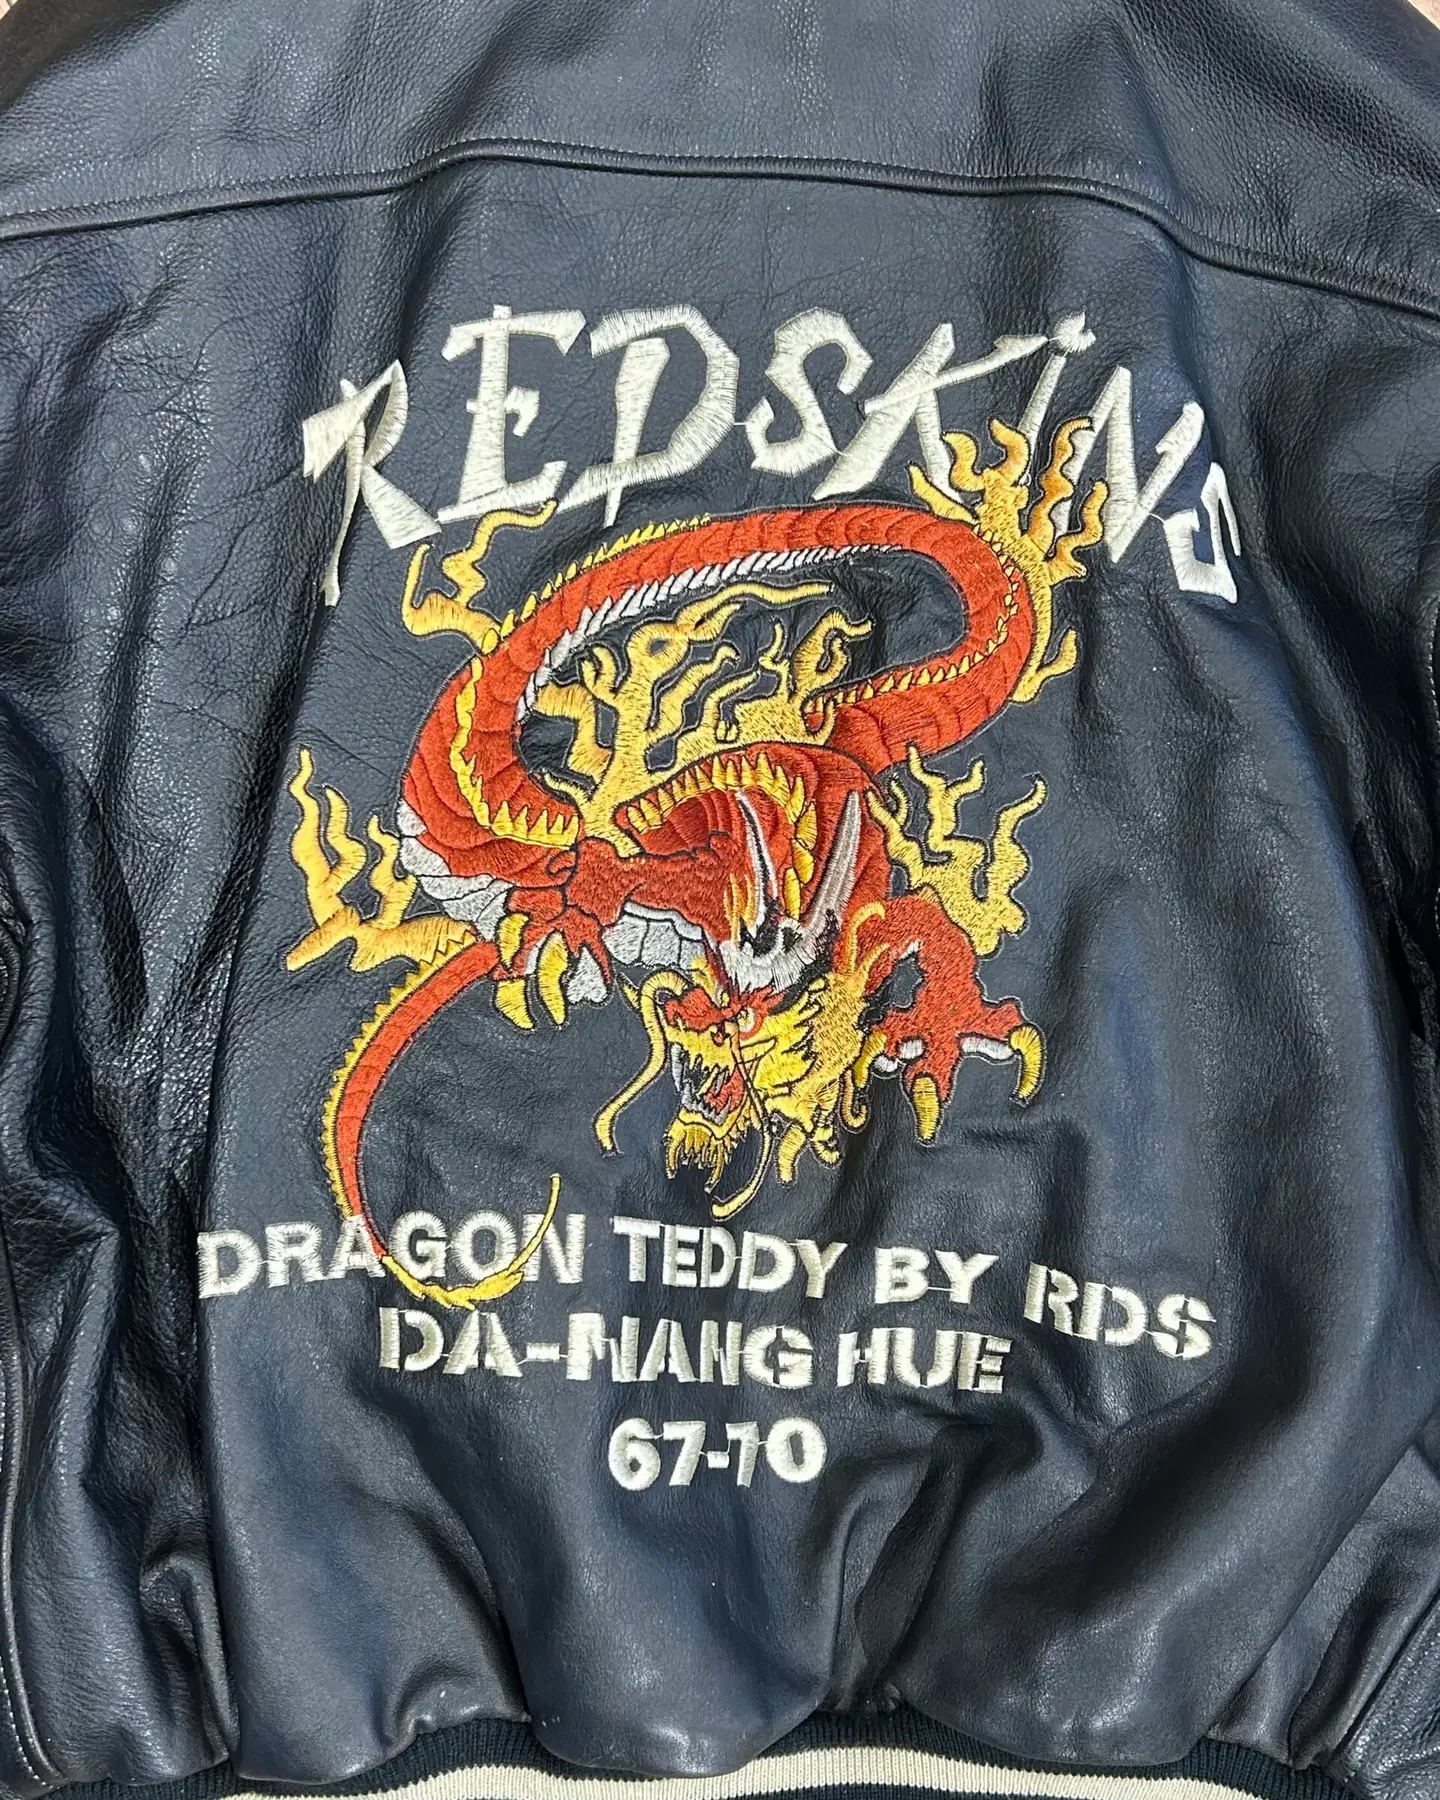 REDSKiNS
DRAGON TEDDY BY RDS
DA-NANG HUE
67-70